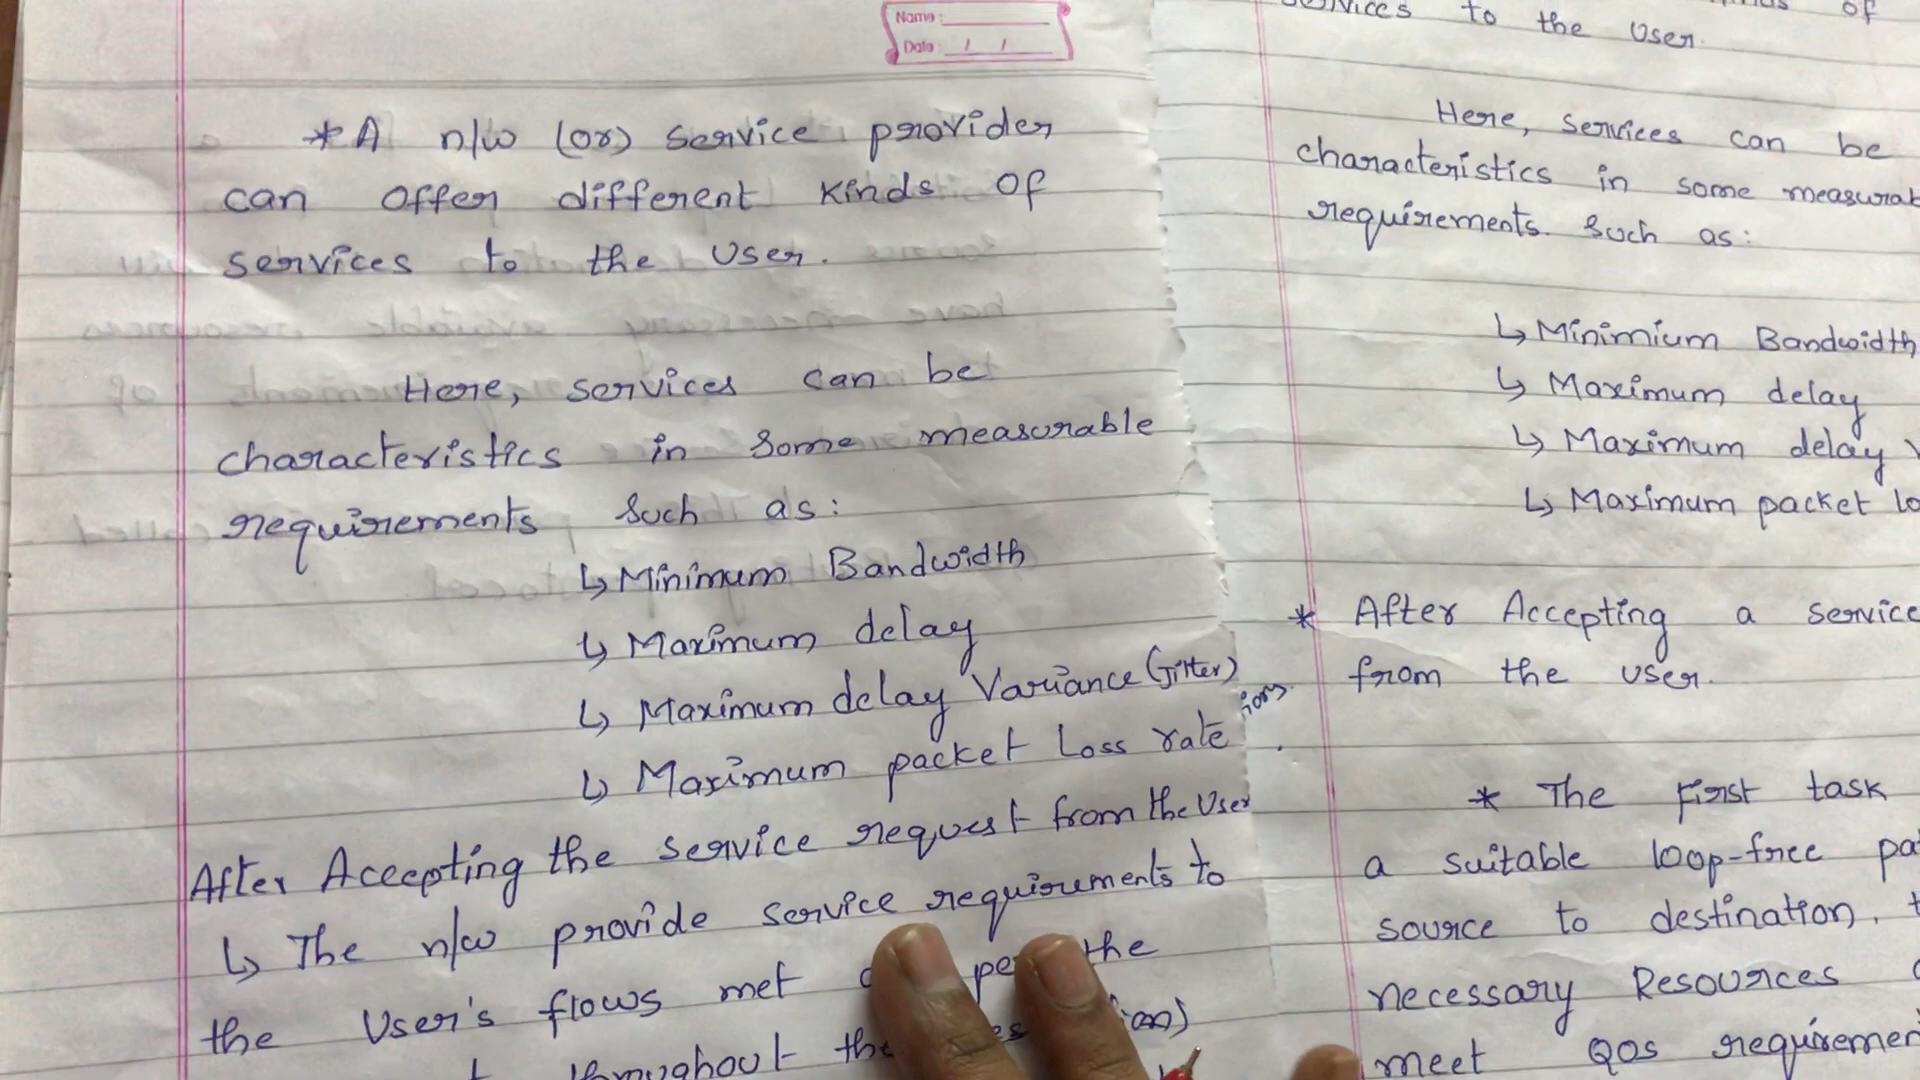 Name :
Date : / /
* A n/w (or) service provider
can offer different kinds of
services to the user.
Here, services can be
characteristics in some measurable
requirements such as:
↳ Minimum Bandwidth
↳ Maximum delay
↳ Maximum delay Variance (Jitter)
↳ Maximum packet Loss rate
After Accepting the service request from the User
↳ The n/w provide service requirements to
the User's flows met the
throughout the
services to the user.
Here, services can be
characteristics in some
requirements. Such as:
↳ Minimium Bandwidth
↳ Maximum delay
↳ Maximum delay
↳ Maximum packet
* After Accepting a service
from the user.
* The first task
a suitable loop-free
source to destination.
necessary Resources
meet QOS